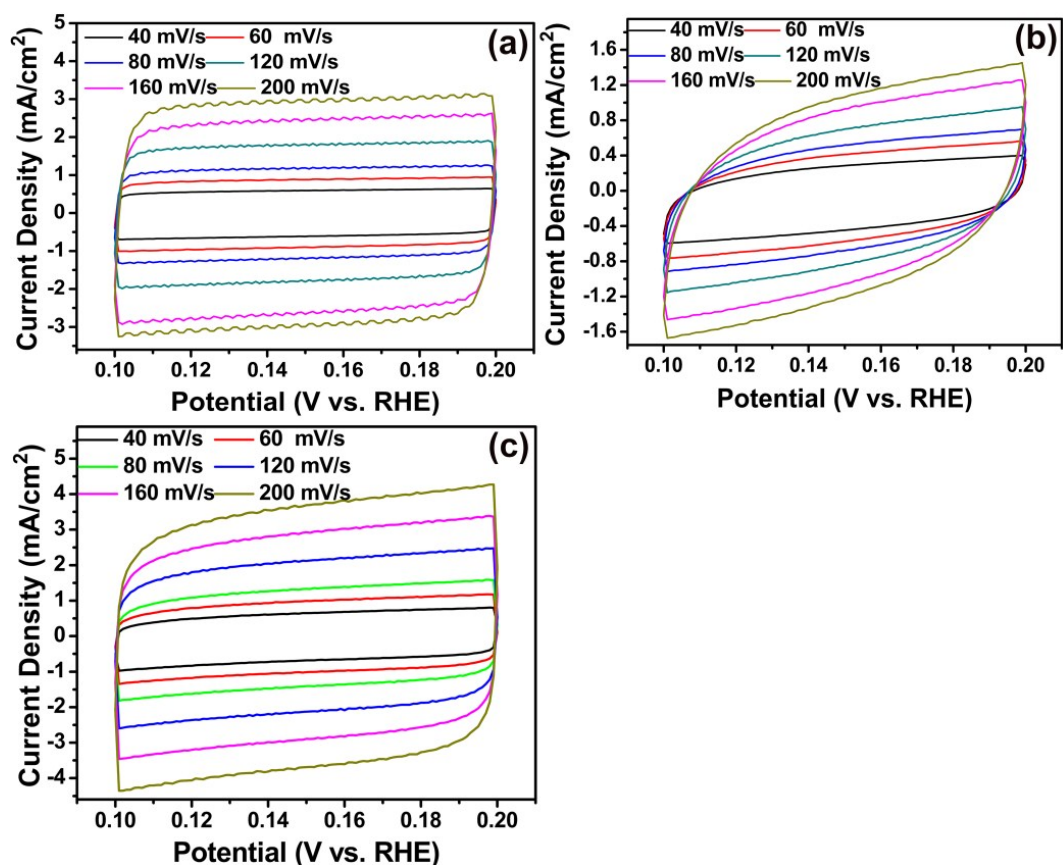 (a)
40 mV/s 60 mV/s
80 mV/s 120 mV/s
160 mV/s 200 mV/s
5
4
3
2
1
0
-1
-2
-3
Current Density (mA/cm²)
0.10 0.12 0.14 0.16 0.18 0.20
Potential (V vs. RHE)
(b)
40 mV/s 60 mV/s
80 mV/s 120 mV/s
160 mV/s 200 mV/s
1.6
1.2
0.8
0.4
0.0
-0.4
-0.8
-1.2
-1.6
Current Density (mA/cm²)
0.10 0.12 0.14 0.16 0.18 0.20
Potential (V vs. RHE)
(c)
40 mV/s 60 mV/s
80 mV/s 120 mV/s
160 mV/s 200 mV/s
5
4
3
2
1
0
-1
-2
-3
-4
Current Density (mA/cm²)
0.10 0.12 0.14 0.16 0.18 0.20
Potential (V vs. RHE)